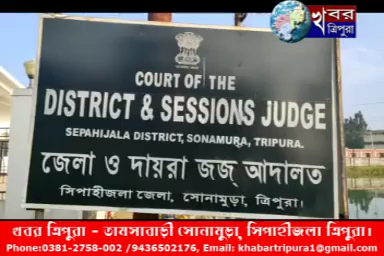 খবর
ত্রিপুরা
COURT OF THE
DISTRICT & SESSIONS JUDGE
SEPAHIJALA DISTRICT, SONAMURA, TRIPURA.
জেলা ও দায়রা জজ্ আদালত
সিপাহীজলা জেলা, সোনামুড়া, ত্রিপুরা।
খবর ত্রিপুরা - তামসাবাড়ী সোনামুড়া, সিপাহীজলা ত্রিপুরা।
Phone:0381-2758-002 /9436502176, Email: khabartripura1@gmail.com